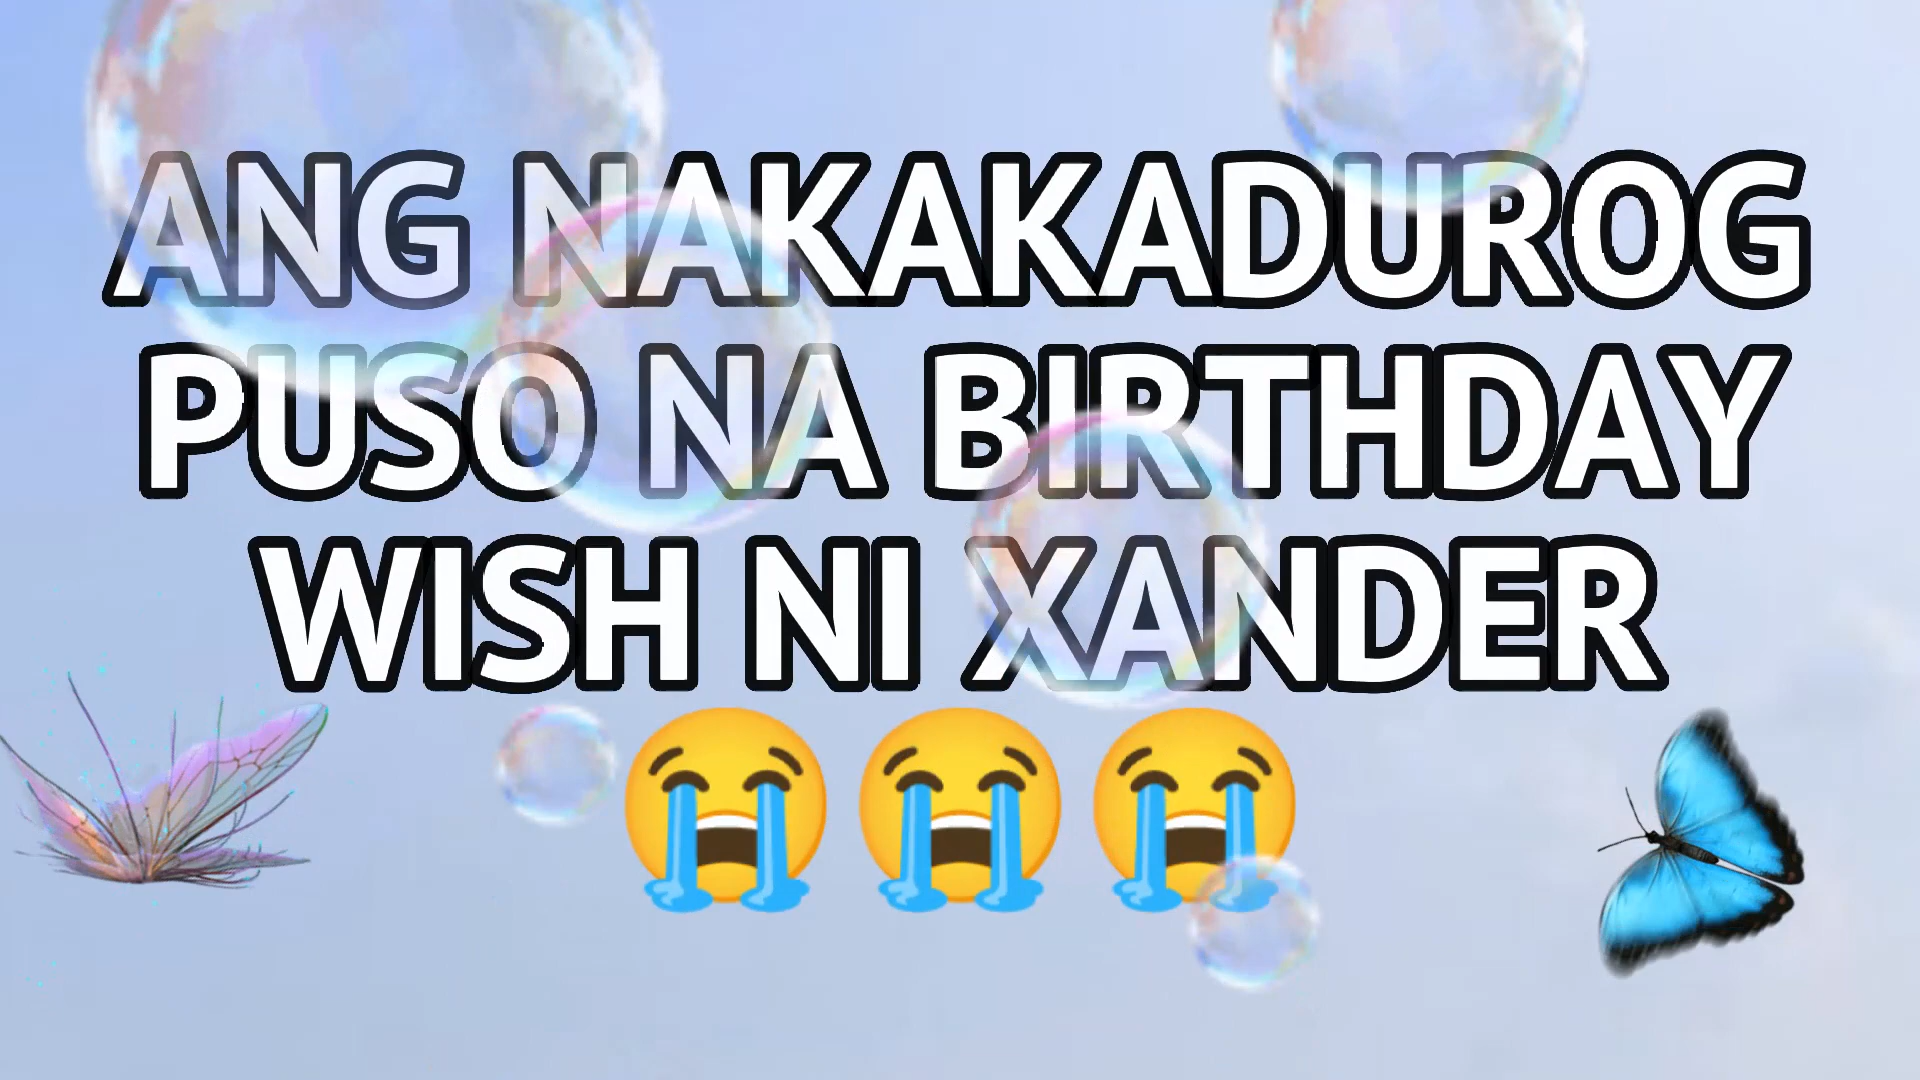 ANG NAKAKADUROG
PUSO NA BIRTHDAY
WISH NI XANDER
😭😭😭